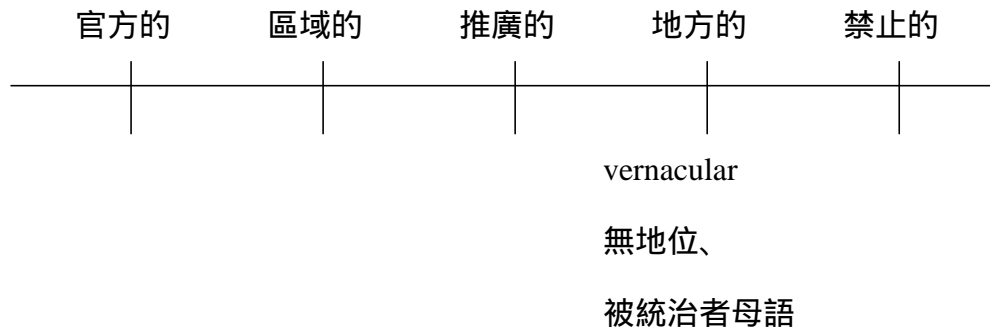 官方的 區域的 推廣的 地方的 禁止的
vernacular
無地位、
被統治者母語